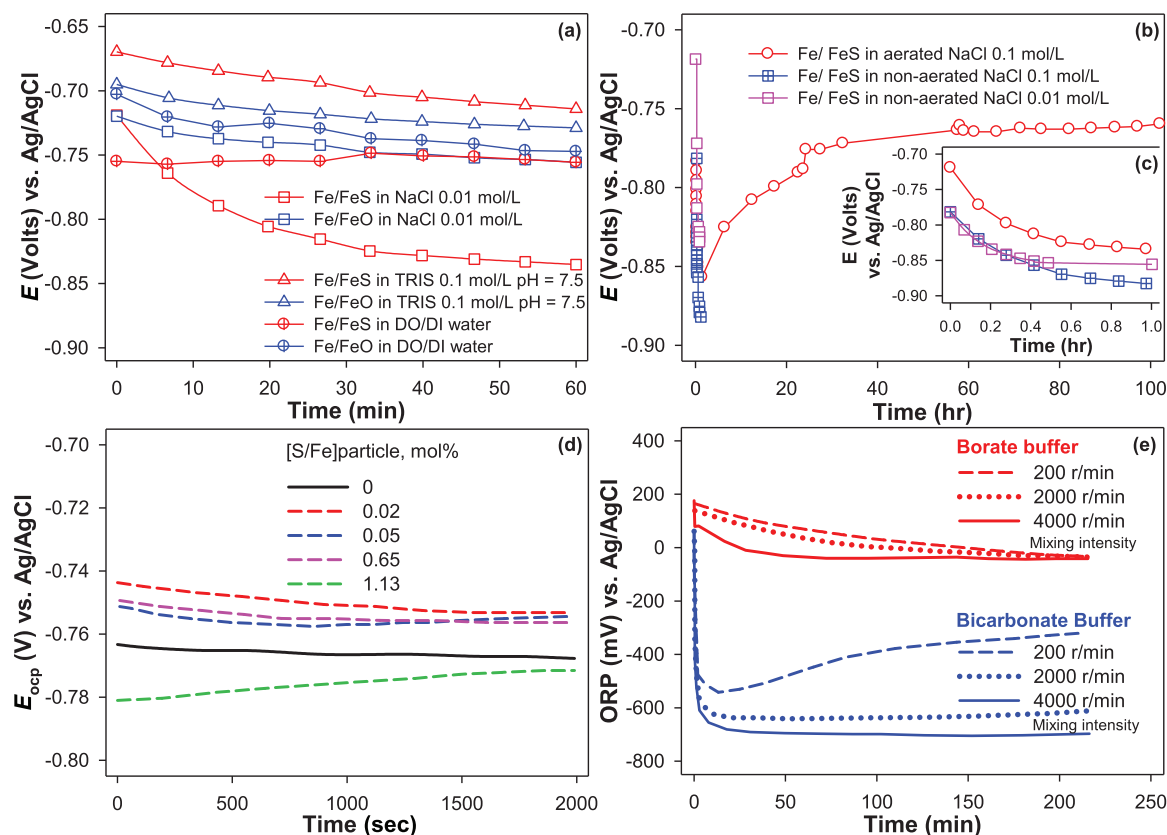 (a)
-0.65
-0.70
-0.75
-0.80
-0.85
-0.90
E (Volts) vs. Ag/AgCl
Fe/FeS in NaCl 0.01 mol/L
Fe/FeO in NaCl 0.01 mol/L
Fe/FeS in TRIS 0.1 mol/L pH = 7.5
Fe/FeO in TRIS 0.1 mol/L pH = 7.5
Fe/FeS in DO/DI water
Fe/FeO in DO/DI water
0 10 20 30 40 50 60
Time (min)
(b)
-0.70
-0.75
-0.80
-0.85
-0.90
E (Volts) vs. Ag/AgCl
Fe/ FeS in aerated NaCl 0.1 mol/L
Fe/ FeS in non-aerated NaCl 0.1 mol/L
Fe/ FeS in non-aerated NaCl 0.01 mol/L
0 20 40 60 80 100
Time (hr)
(c)
-0.70
-0.75
-0.80
-0.85
-0.90
E (Volts)
vs. Ag/AgCl
0.0 0.2 0.4 0.6 0.8 1.0
Time (hr)
(d)
-0.70
-0.72
-0.74
-0.76
-0.78
-0.80
Eocp (V) vs. Ag/AgCl
[S/Fe]particle, mol%
0
0.02
0.05
0.65
1.13
0 500 1000 1500 2000
Time (sec)
(e)
400
200
0
-200
-400
-600
-800
ORP (mV) vs. Ag/AgCl
Borate buffer
200 r/min
2000 r/min
4000 r/min
Mixing intensity
Bicarbonate Buffer
200 r/min
2000 r/min
4000 r/min
Mixing intensity
0 50 100 150 200 250
Time (min)